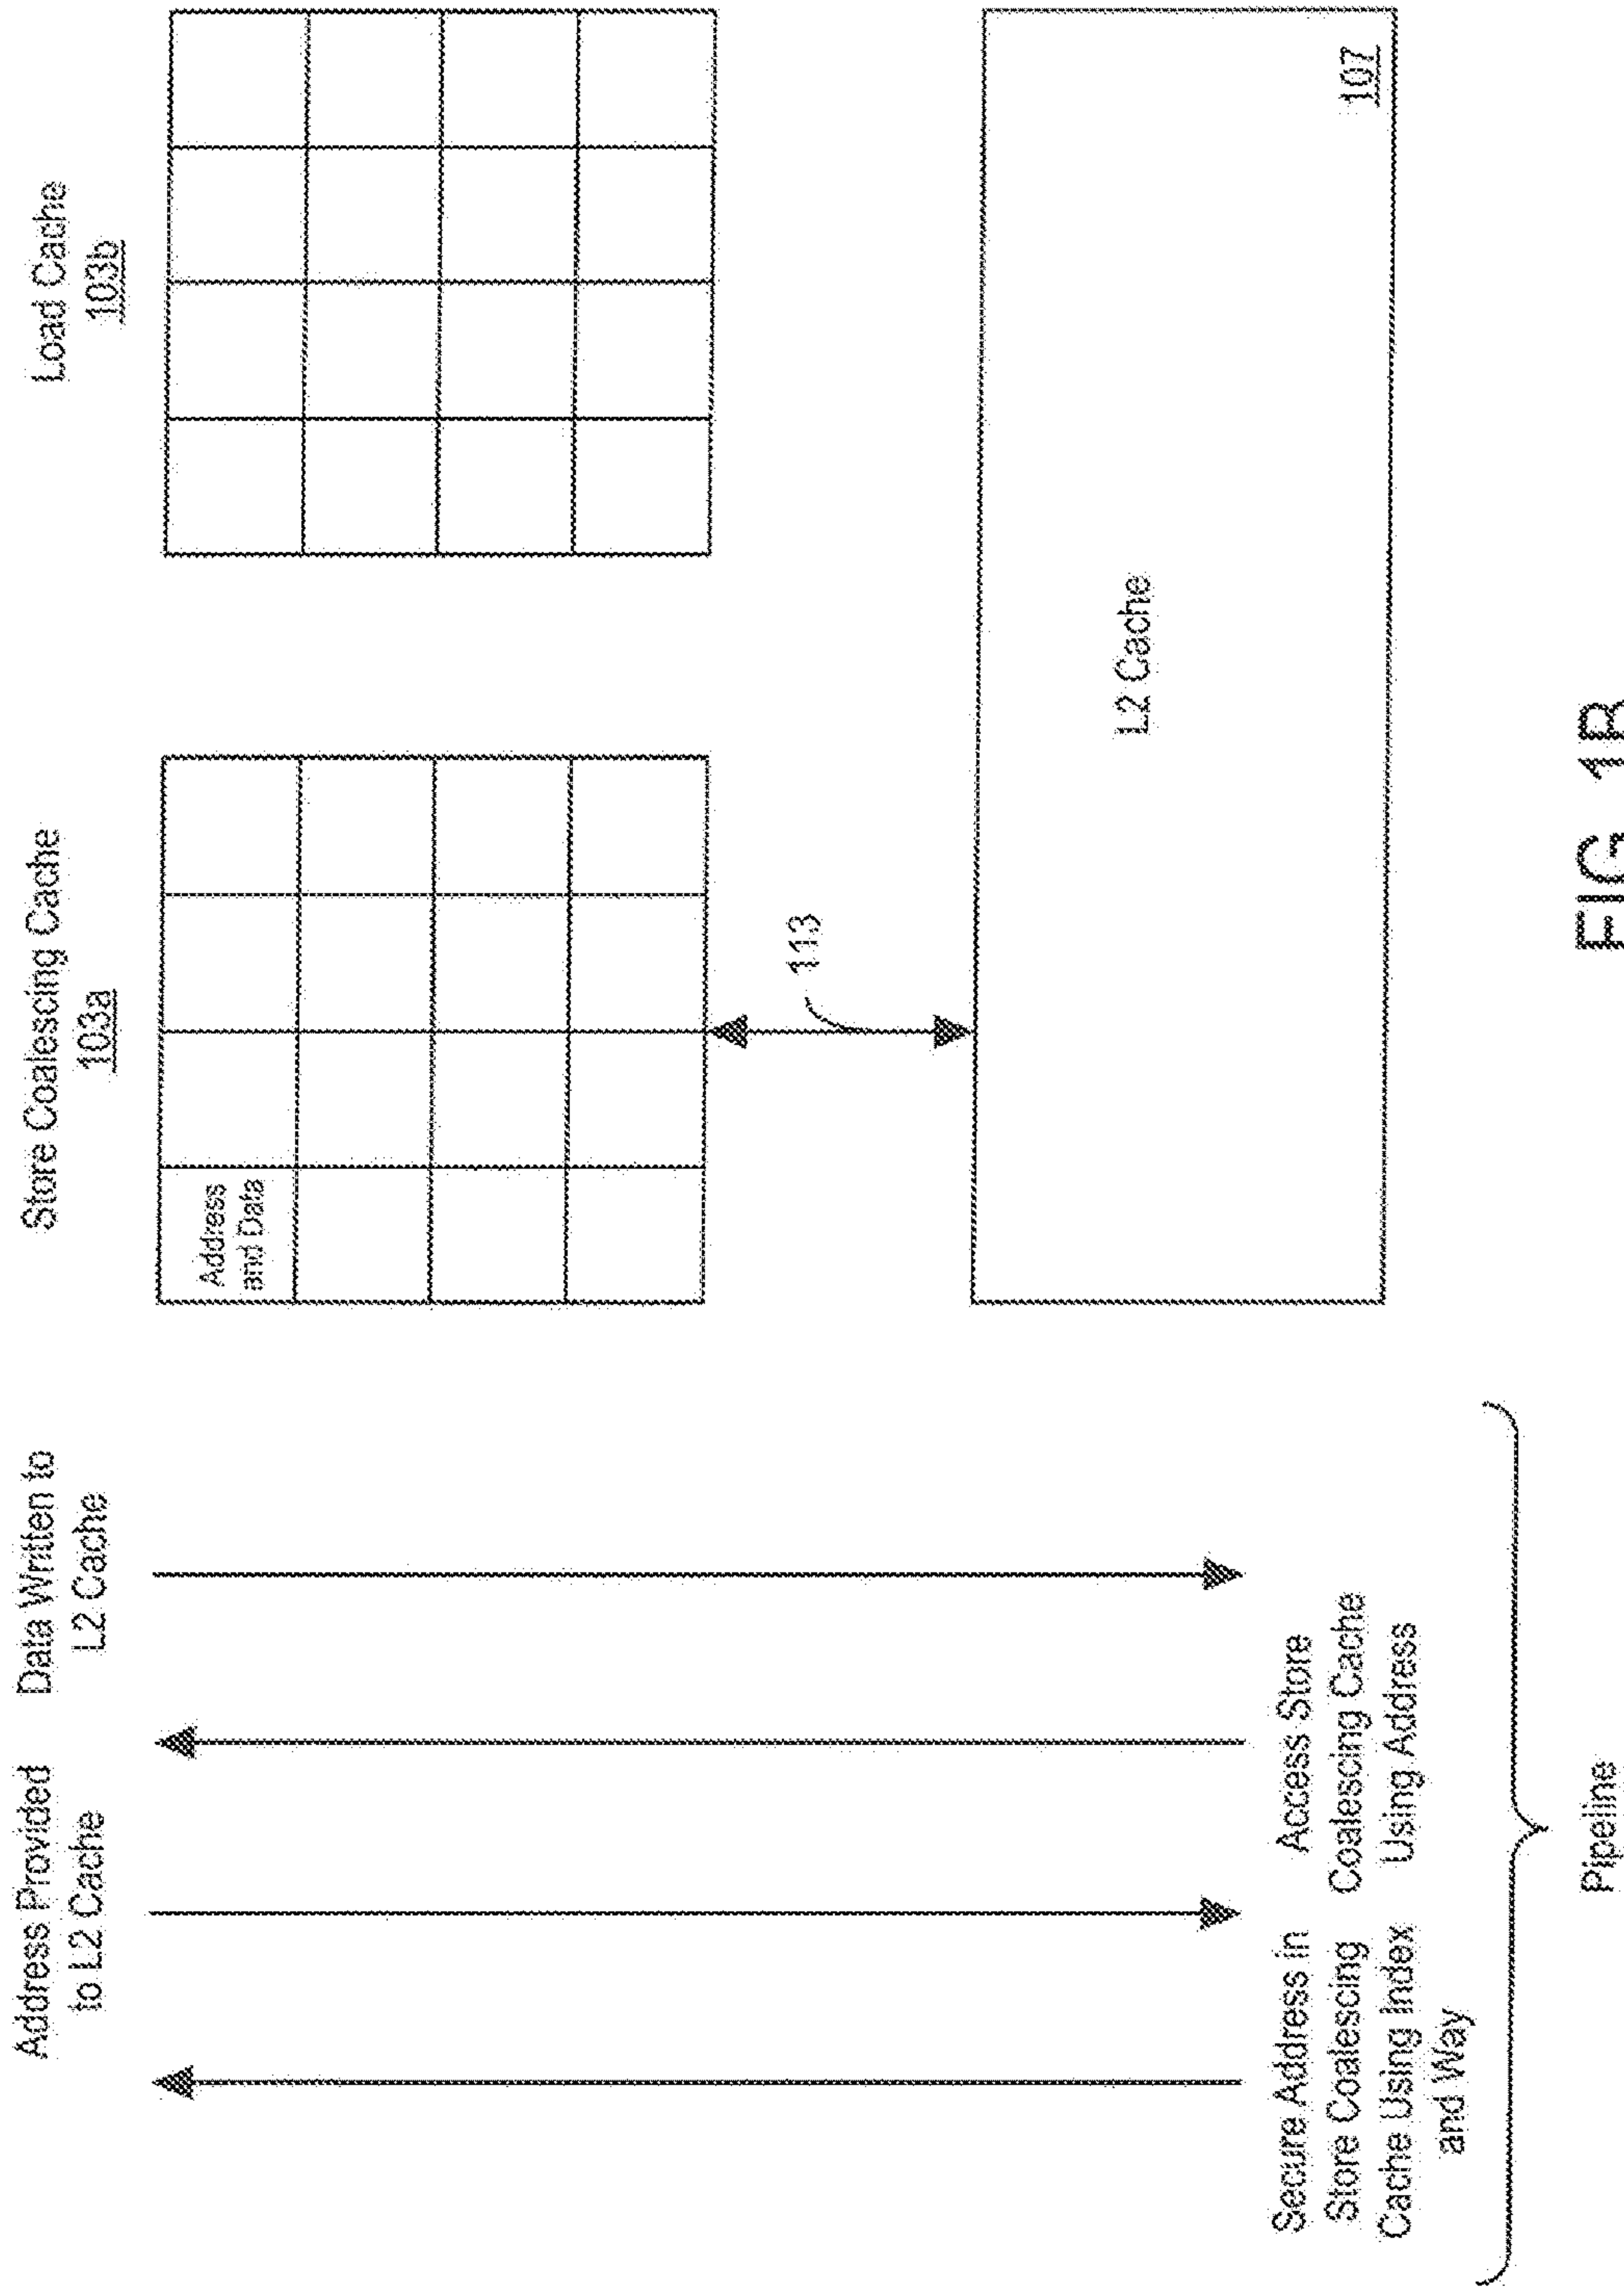 Address Provided
to L2 Cache
Data Written to
L2 Cache
Store Coalescing Cache
103a
Load Cache
103b
Address
and Data
113
L2 Cache
107
Secure Address in
Store Coalescing
Cache Using Index
and Way
Access Store
Coalescing Cache
Using Address
Pipeline
FIG. 1B